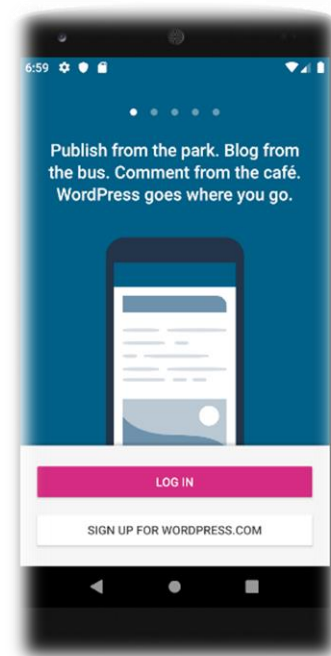 6:59
Publish from the park. Blog from
the bus. Comment from the café.
WordPress goes where you go.
LOG IN
SIGN UP FOR WORDPRESS.COM